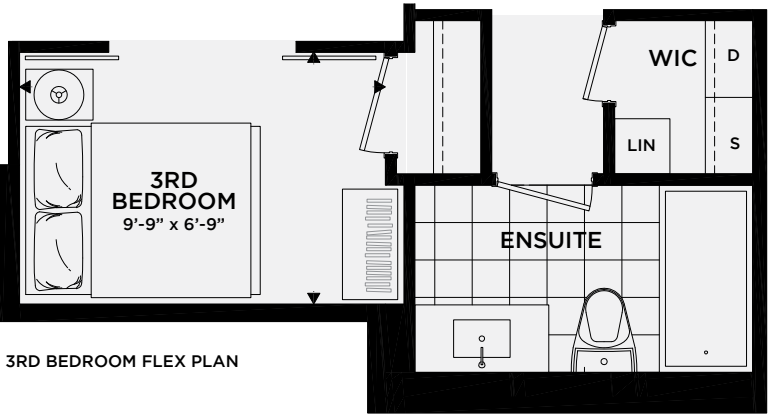 WIC
D
LIN
S
3RD
BEDROOM
9’-9” x 6’-9”
ENSUITE
3RD BEDROOM FLEX PLAN